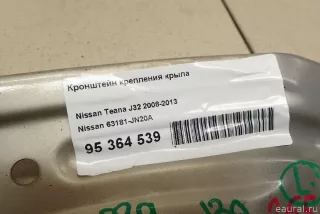 Кронштейн крепления крыла
Nissan Teana J32 2008-2013
Nissan 63181-JN20A
95 364 539
L
eaural.ru